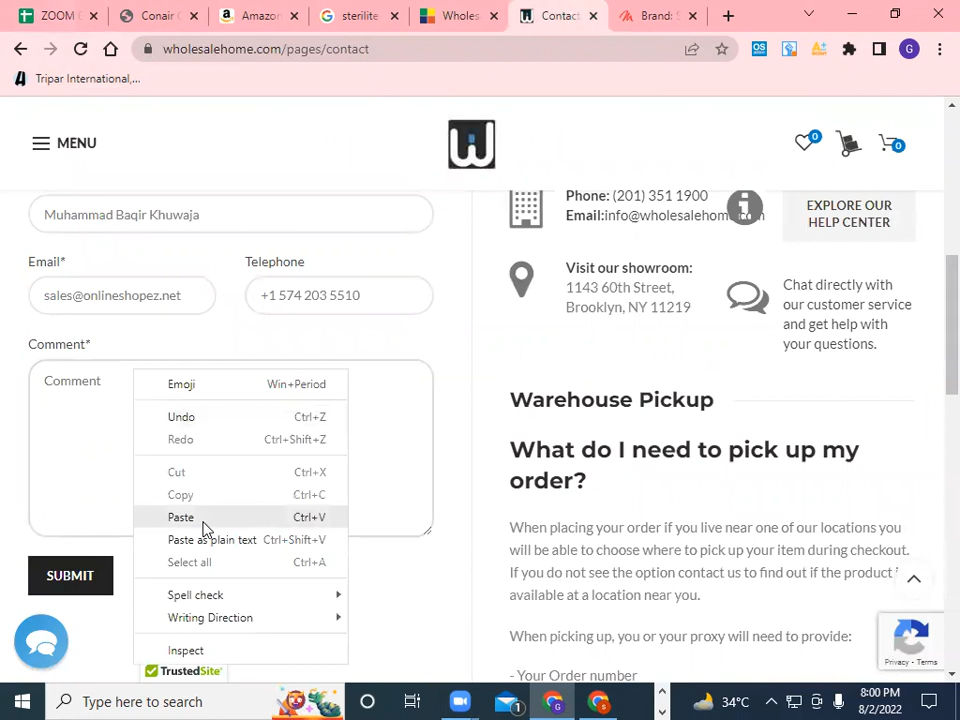 ZOOM E
Conair C
Amazon
sterilite
Wholes
Contac
Brand: S
wholesalehome.com/pages/contact
OS
G
Tripar International,...
MENU
W
0
0
Muhammad Baqir Khuwaja
Email*
Telephone
sales@onlineshopez.net
+1 574 203 5510
Comment*
Comment
Emoji Win+Period
Undo Ctrl+Z
Redo Ctrl+Shift+Z
Cut Ctrl+X
Copy Ctrl+C
Paste Ctrl+V
Paste as plain text Ctrl+Shift+V
Select all Ctrl+A
Spell check
Writing Direction
Inspect
SUBMIT
TrustedSite
Phone: (201) 351 1900
Email:info@wholesalehome.com
EXPLORE OUR
HELP CENTER
Visit our showroom:
1143 60th Street,
Brooklyn, NY 11219
Chat directly with
our customer service
and get help with
your questions.
Warehouse Pickup
What do I need to pick up my
order?
When placing your order if you live near one of our locations you
will be able to choose where to pick up your item during checkout.
If you do not see the option contact us to find out if the product is
available at a location near you.
When picking up, you or your proxy will need to provide:
- Your Order number
Privacy - Terms
Type here to search
1
34°C
8:00 PM
8/2/2022